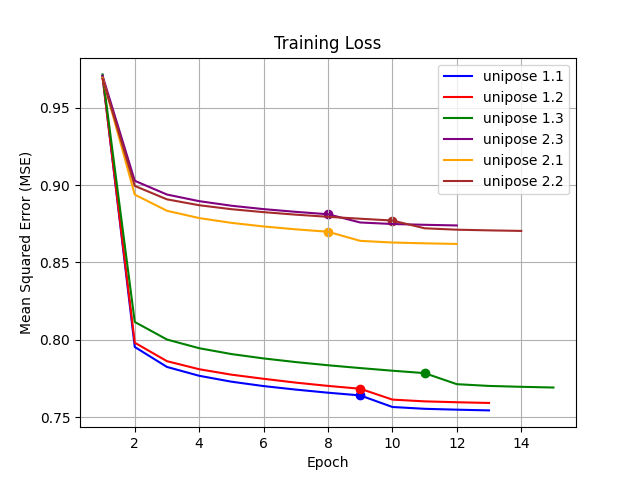 Training Loss
Mean Squared Error (MSE)
0.95
0.90
0.85
0.80
0.75
2
4
6
8
10
12
14
Epoch
unipose 1.1
unipose 1.2
unipose 1.3
unipose 2.3
unipose 2.1
unipose 2.2